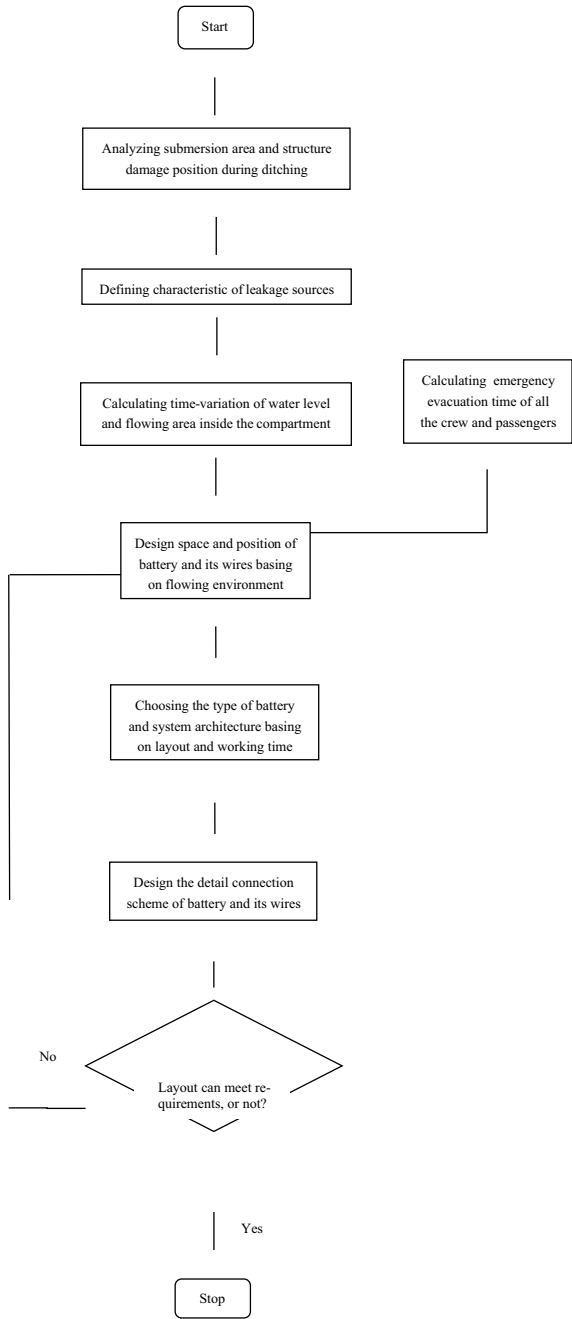 Start
Analyzing submersion area and structure
damage position during ditching
Defining characteristic of leakage sources
Calculating time-variation of water level
and flowing area inside the compartment
Calculating emergency
evacuation time of all
the crew and passengers
Design space and position of
battery and its wires basing
on flowing environment
Choosing the type of battery
and system architecture basing
on layout and working time
Design the detail connection
scheme of battery and its wires
No
Layout can meet re-
quirements, or not?
Yes
Stop